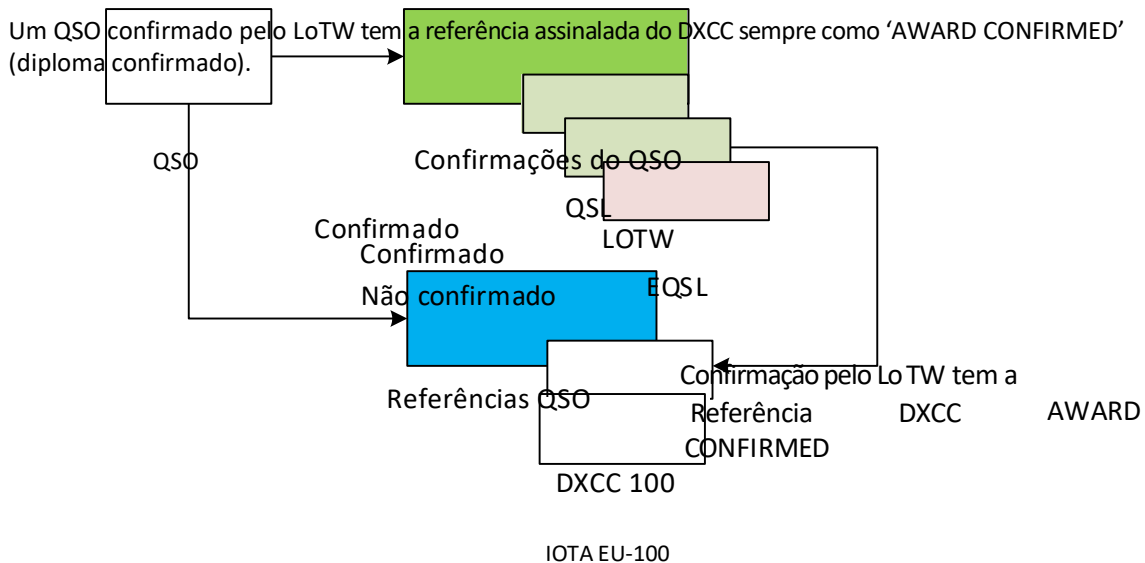 Um QSO confirmado pelo LoTW tem a referência assinalada do DXCC sempre como ‘AWARD CONFIRMED’
(diploma confirmado).
QSO
Confirmações do QSO
QSL
LOTW
Confirmado
Confirmado
Não confirmado
EQSL
Referências QSO
Confirmação pelo Lo TW tem a
Referência DXCC AWARD
CONFIRMED
DXCC 100
IOTA EU-100